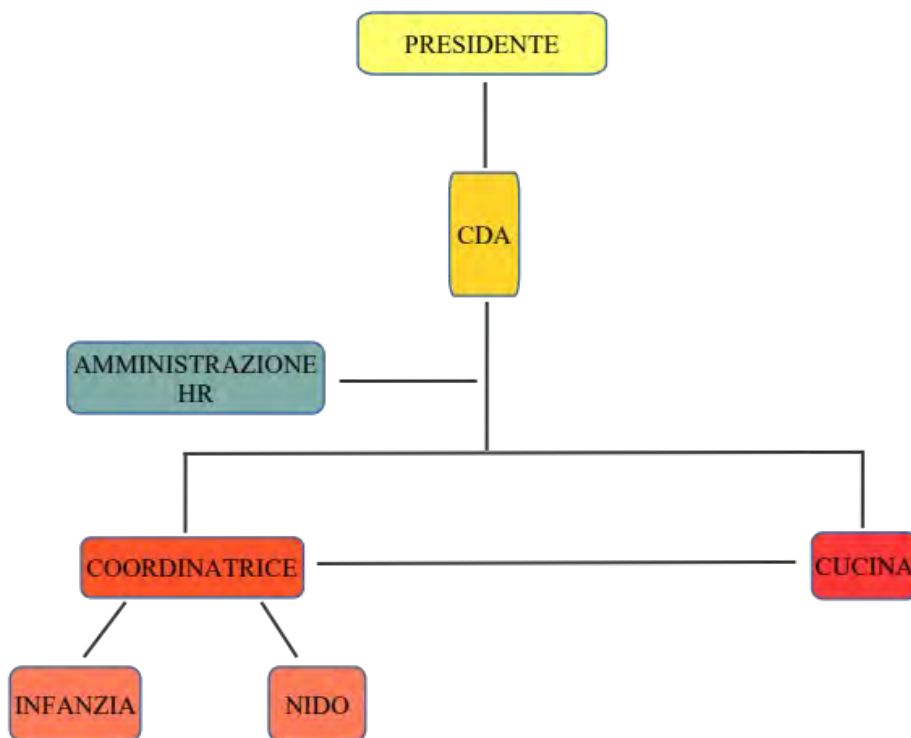 PRESIDENTE
CDA
AMMINISTRAZIONE
HR
COORDINATRICE
CUCINA
INFANZIA
NIDO